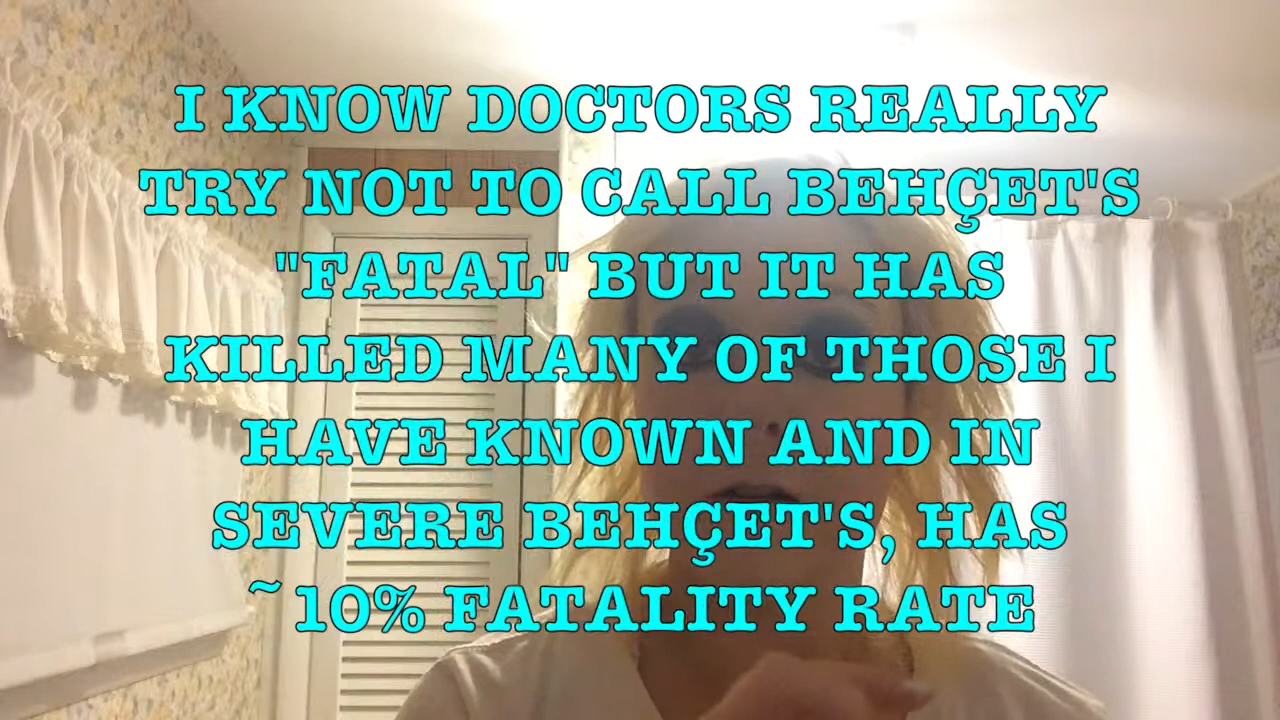 I KNOW DOCTORS REALLY
TRY NOT TO CALL BEHÇET'S
"FATAL" BUT IT HAS
KILLED MANY OF THOSE I
HAVE KNOWN AND IN
SEVERE BEHÇET'S, HAS
~10% FATALITY RATE